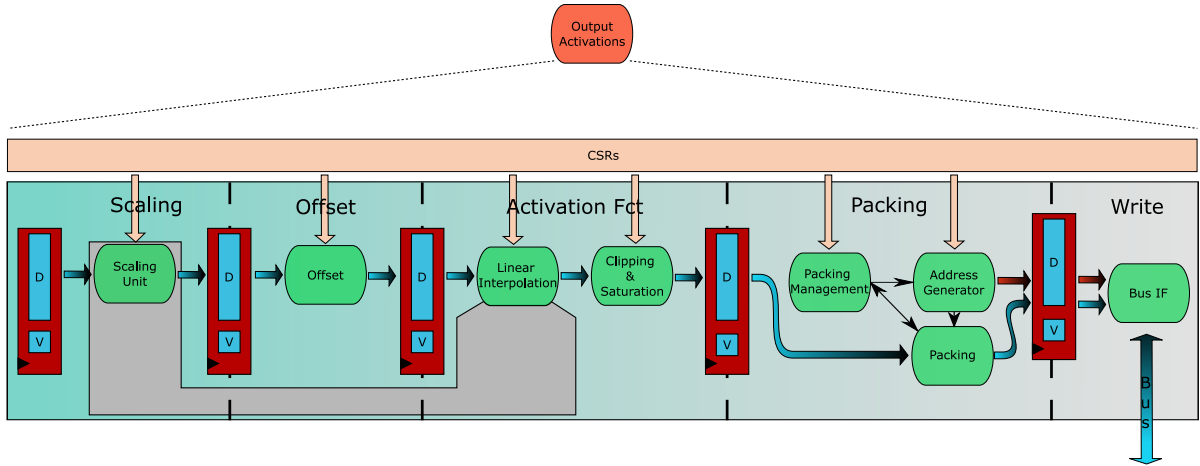 Output
Activations
CSRs
Scaling
Offset
Activation Fct
Packing
Write
D
V
Scaling
Unit
D
V
Offset
D
V
Linear
Interpolation
Clipping
&
Saturation
D
V
Packing
Management
Address
Generator
Packing
D
V
Bus IF
Bus